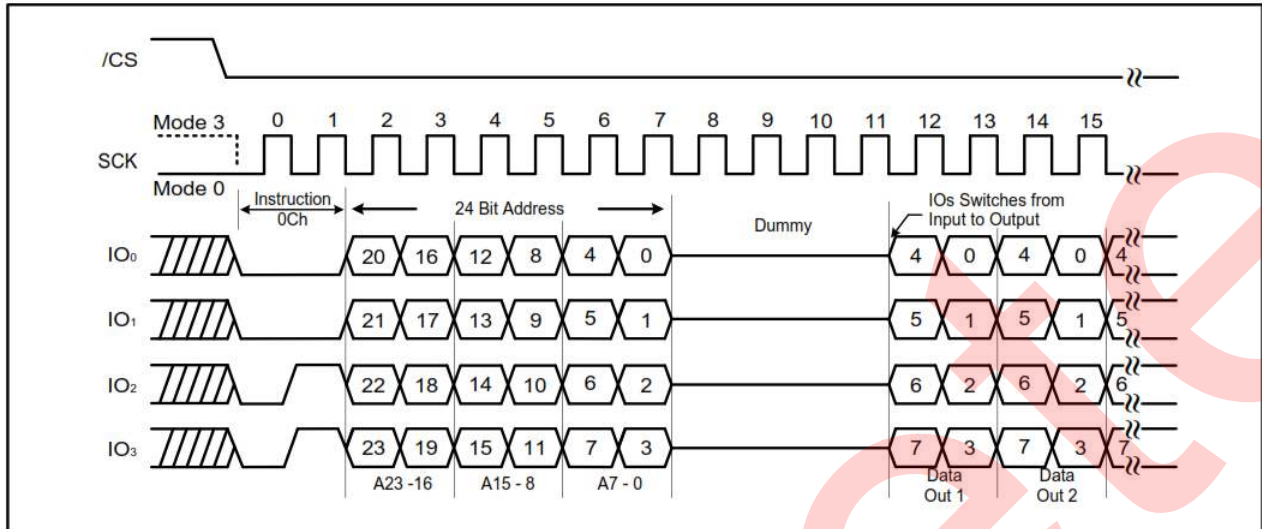 /CS
Mode 3 0 1 2 3 4 5 6 7 8 9 10 11 12 13 14 15
SCK
Mode 0
Instruction
0Ch
24 Bit Address
Dummy
IOs Switches from
Input to Output
IO0 20 16 12 8 4 0 4 0 4 0 4
IO1 21 17 13 9 5 1 5 1 5 1 5
IO2 22 18 14 10 6 2 6 2 6 2 6
IO3 23 19 15 11 7 3 7 3 7 3 7
A23 -16 A15 - 8 A7 - 0
Data
Out 1
Data
Out 2